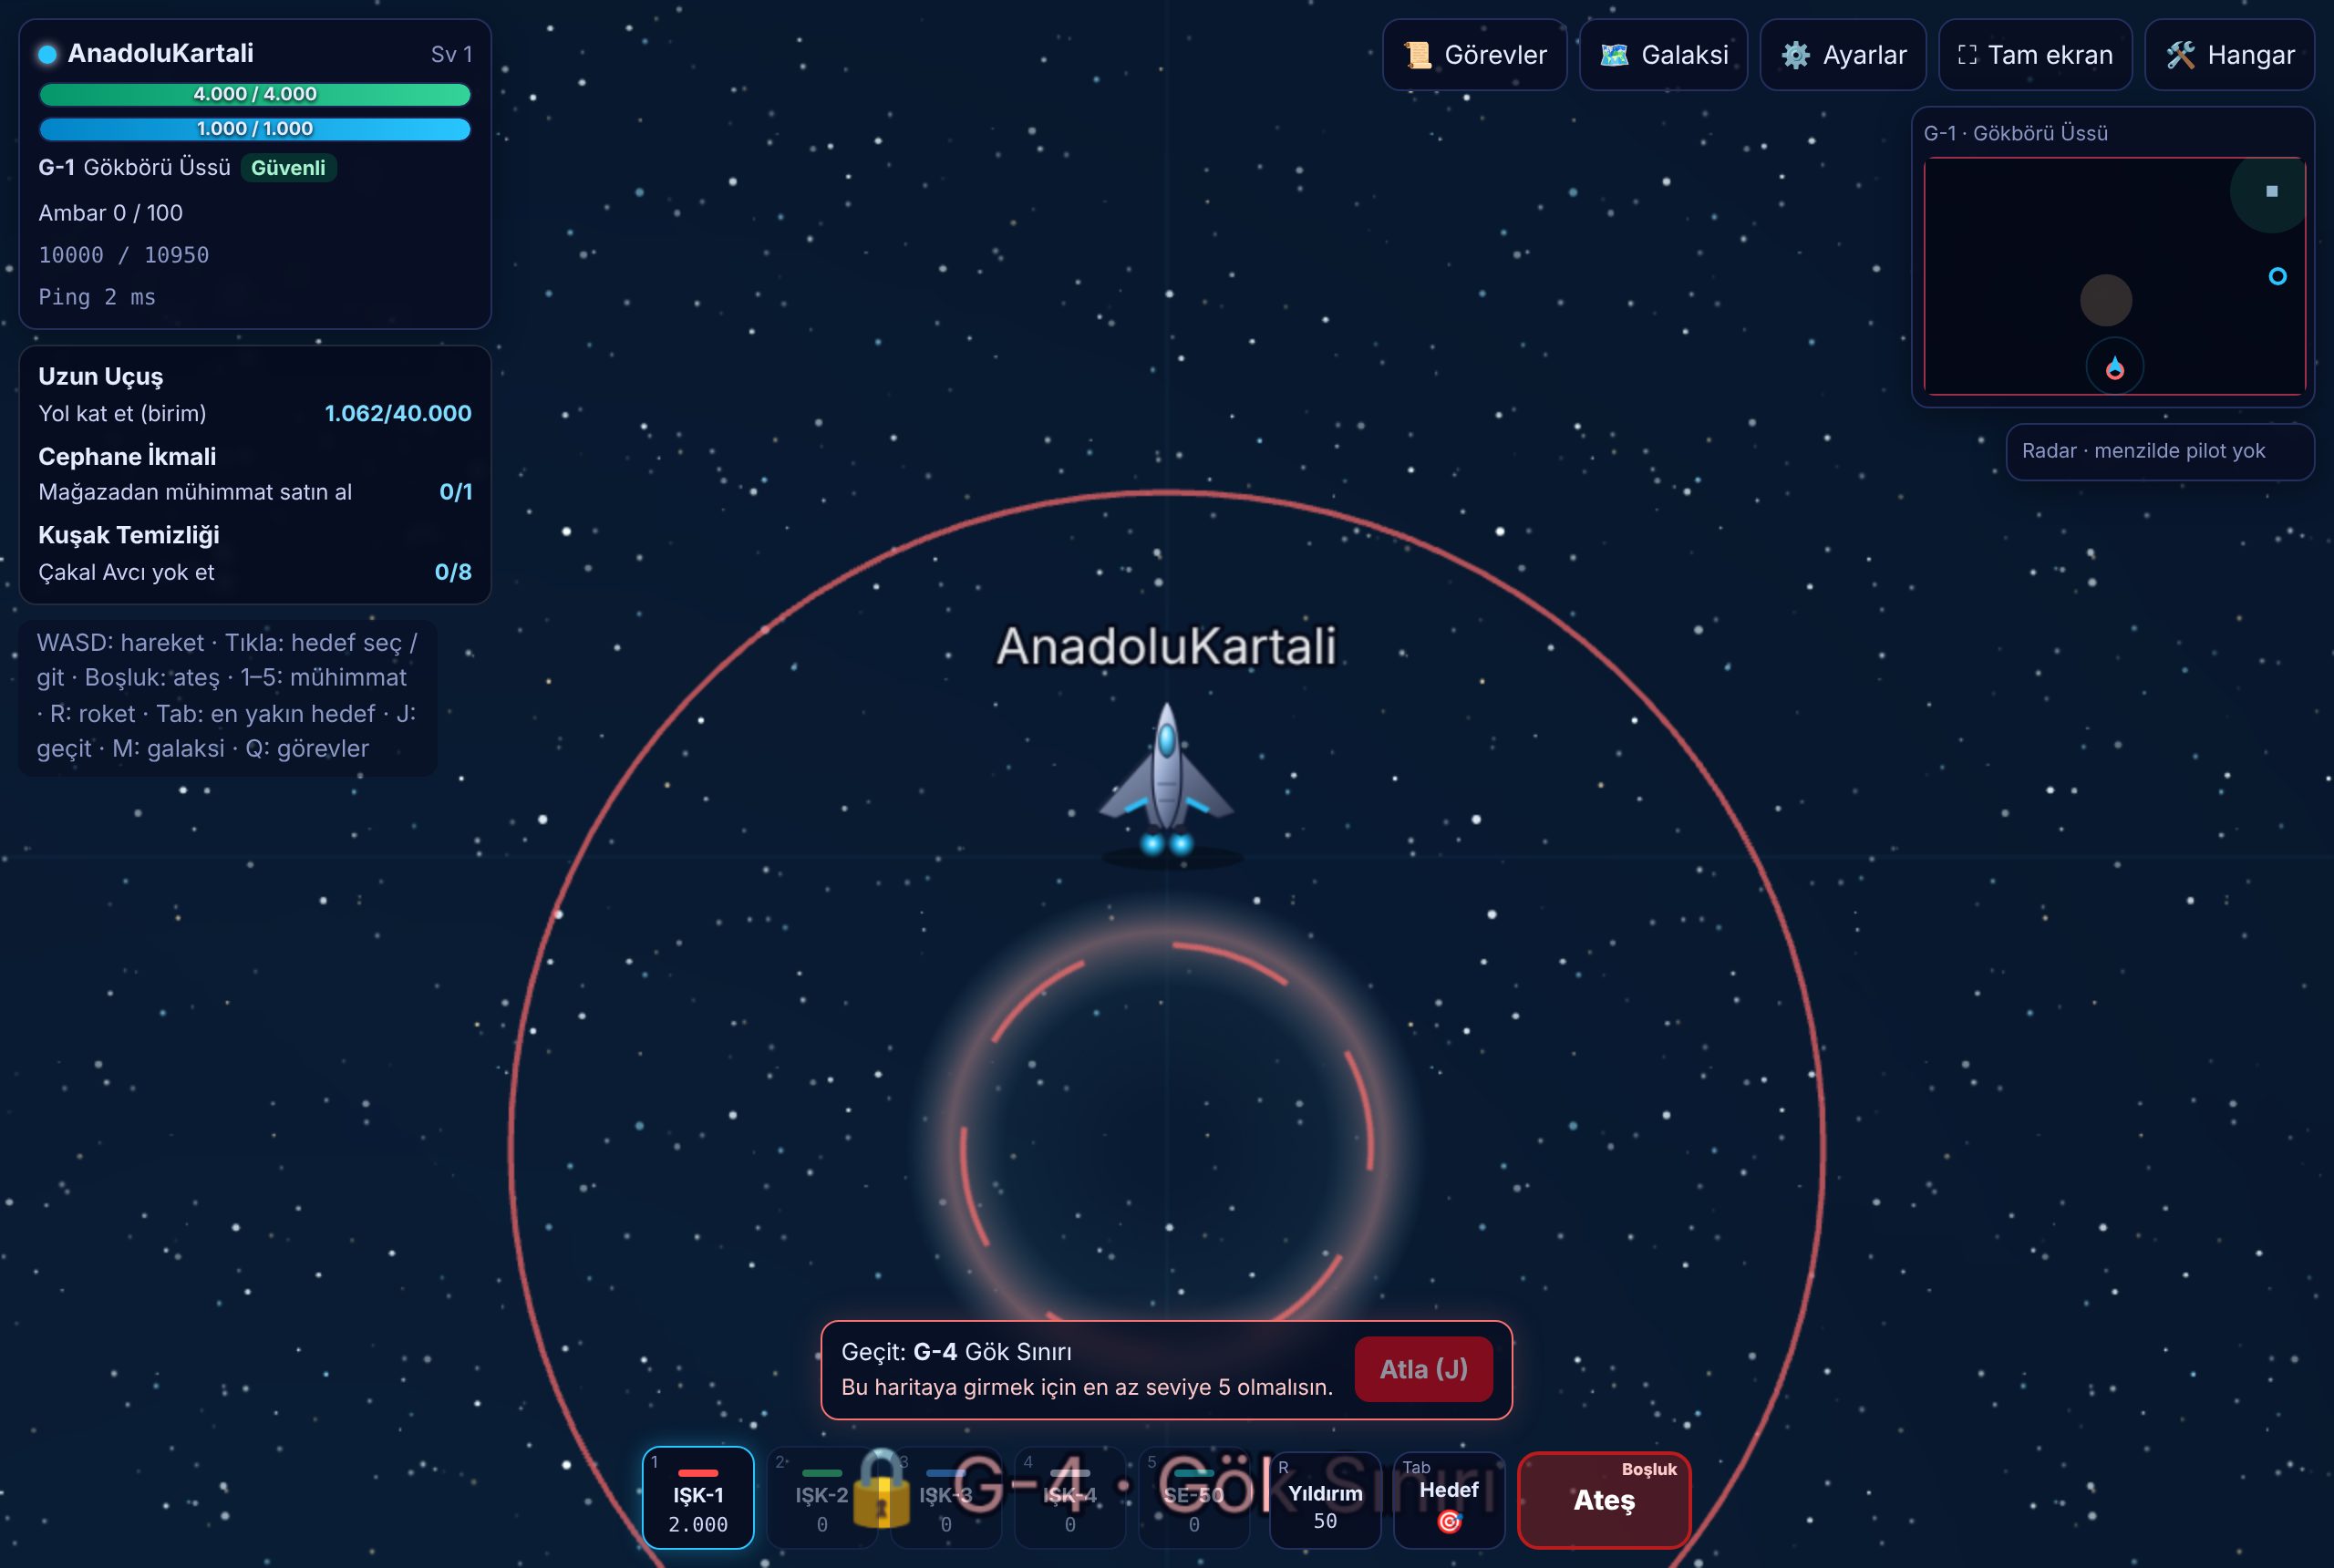 AnadoluKartali Sv 1
4.000 / 4.000
1.000 / 1.000
G-1 Gökbörü Üssü Güvenli
Ambar 0 / 100
10000 / 10950
Ping 2 ms
Uzun Uçuş
Yol kat et (birim) 1.062/40.000
Cephane İkmali
Mağazadan mühimmat satın al 0/1
Kuşak Temizliği
Çakal Avcı yok et 0/8
WASD: hareket · Tıkla: hedef seç /
git · Boşluk: ateş · 1–5: mühimmat
· R: roket · Tab: en yakın hedef · J:
geçit · M: galaksi · Q: görevler
Görevler
Galaksi
Ayarlar
Tam ekran
Hangar
G-1 · Gökbörü Üssü
Radar · menzilde pilot yok
AnadoluKartali
Geçit: G-4 Gök Sınırı
Bu haritaya girmek için en az seviye 5 olmalısın.
Atla (J)
G-4 · Gök Sınırı
1
IŞK-1
2.000
2
IŞK-2
0
3
IŞK-3
0
4
IŞK-4
0
5
SE-50
0
R
Yıldırım
50
Tab
Hedef
Boşluk
Ateş